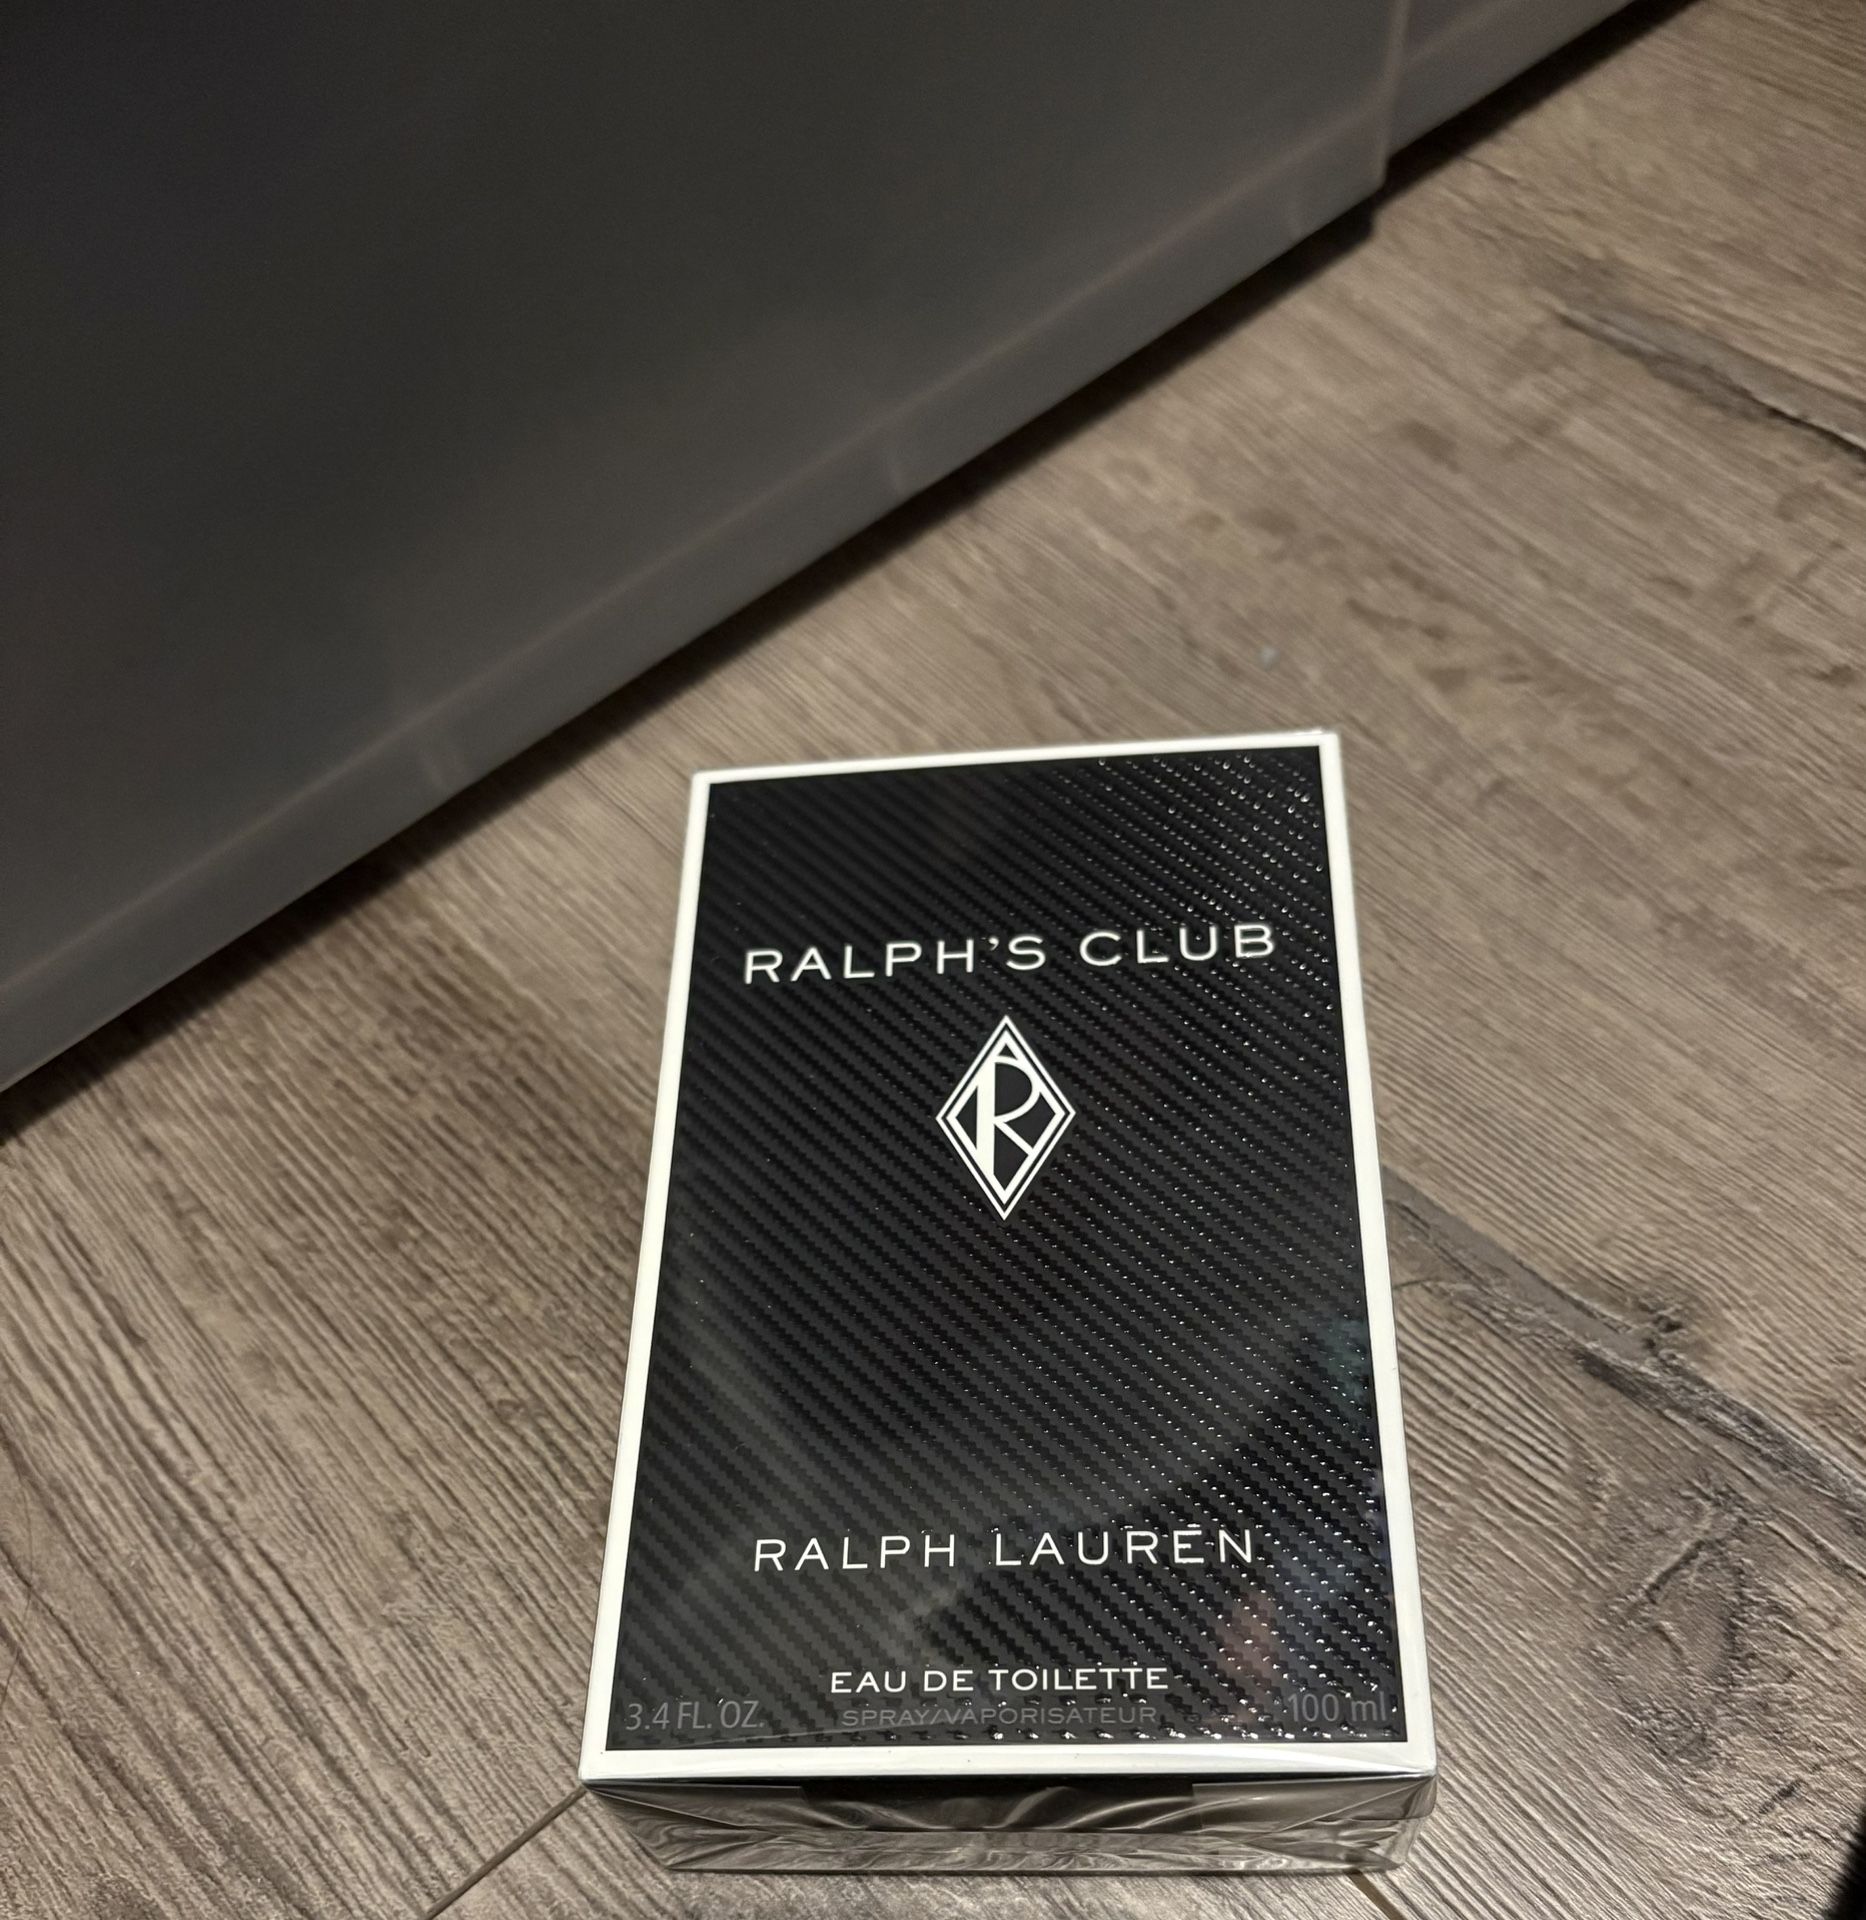 RALPH'S CLUB
R
RALPH LAUREN
EAU DE TOILETTE
3.4 FL. OZ. SPRAY/VAPORISATEUR 100 ml